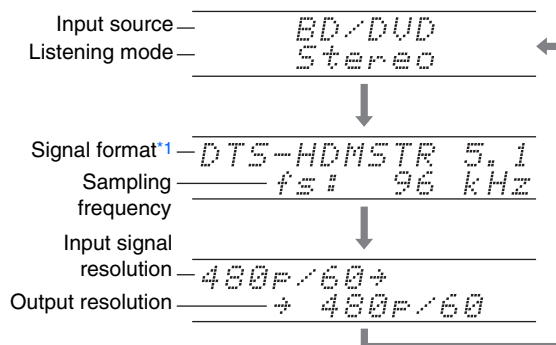 Input source
BD/DVD
Listening mode
Stereo
Signal format*1
DTS-HDMSTR 5.1
Sampling
frequency
fs: 96 kHz
Input signal
resolution
480p/60→
Output resolution
→ 480p/60